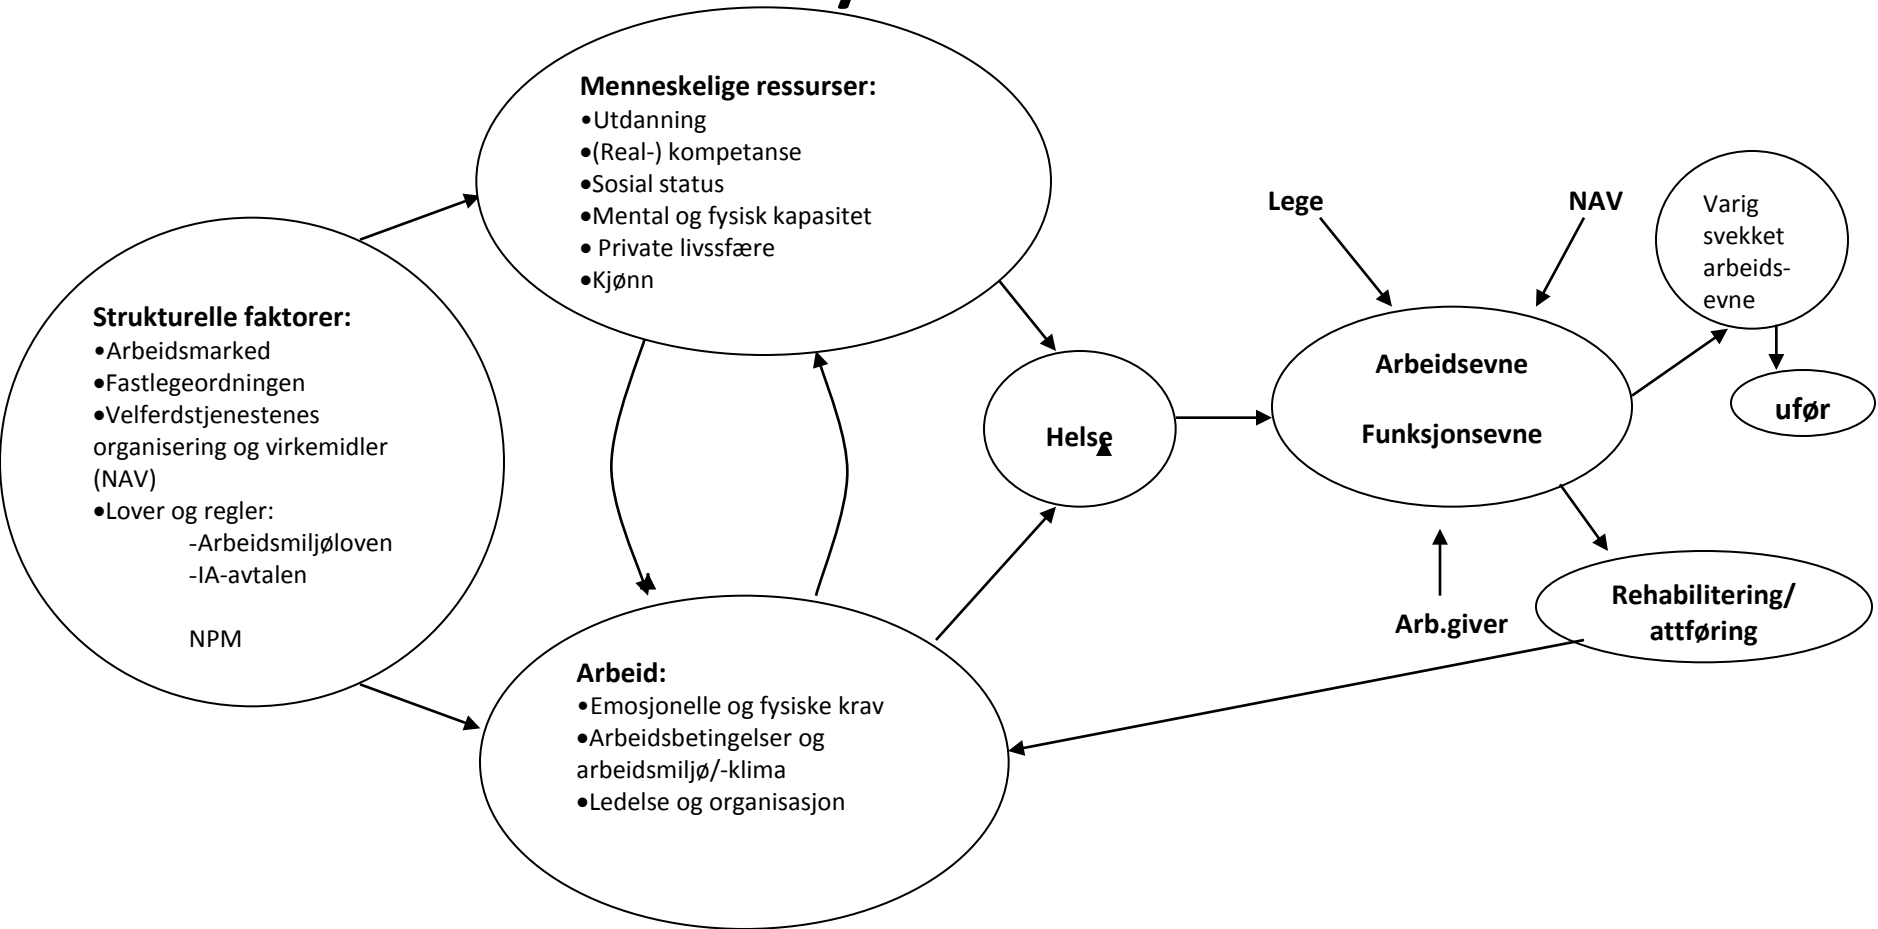 Menneskelige ressurser:
•Utdanning
•(Real-) kompetanse
•Sosial status
•Mental og fysisk kapasitet
• Private livssfære
•Kjønn
Strukturelle faktorer:
•Arbeidsmarked
•Fastlegeordningen
•Velferdstjenestenes
organisering og virkemidler
(NAV)
•Lover og regler:
-Arbeidsmiljøloven
-IA-avtalen
NPM
Arbeid:
•Emosjonelle og fysiske krav
•Arbeidsbetingelser og
arbeidsmiljø/-klima
•Ledelse og organisasjon
Helse
Lege
NAV
Arbeidsevne
Funksjonsevne
Arb.giver
Varig
svekket
arbeids-
evne
ufør
Rehabilitering/
attføring